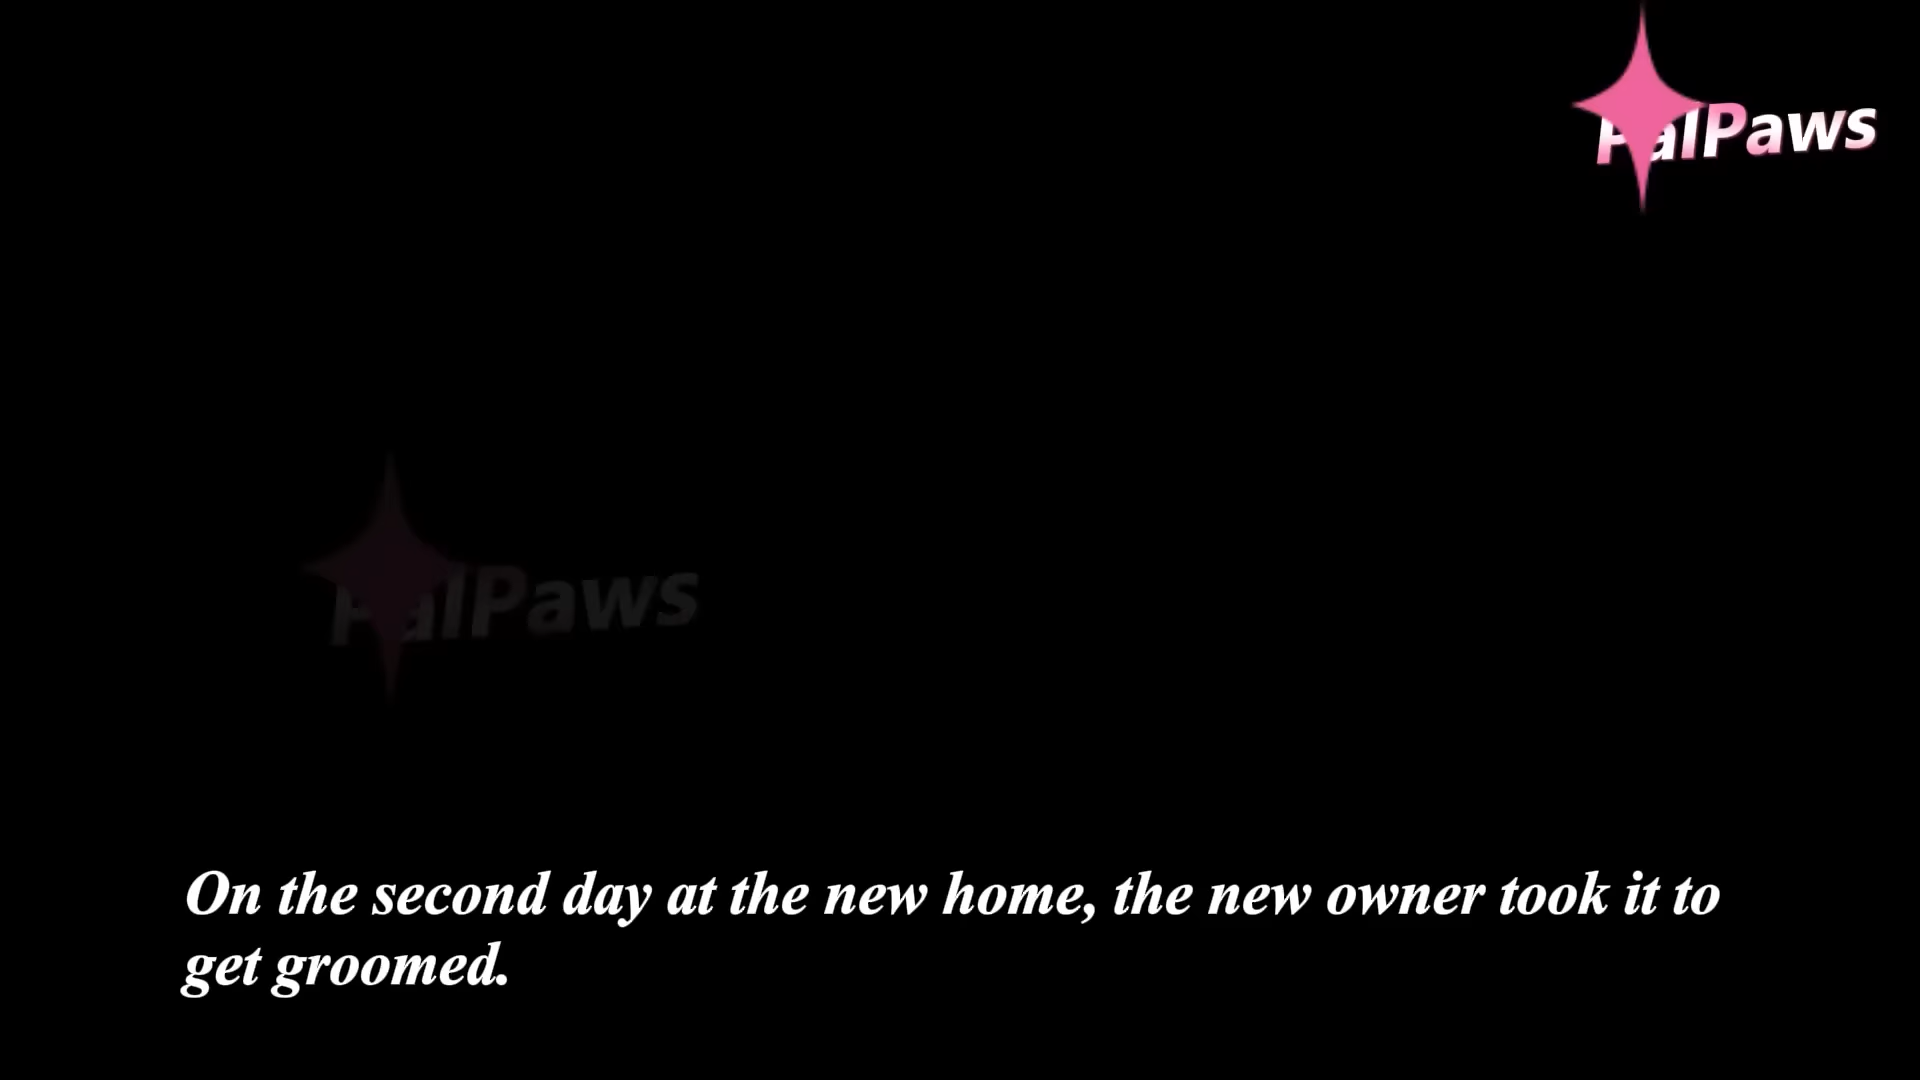 PalPaws
PalPaws
On the second day at the new home, the new owner took it to
get groomed.